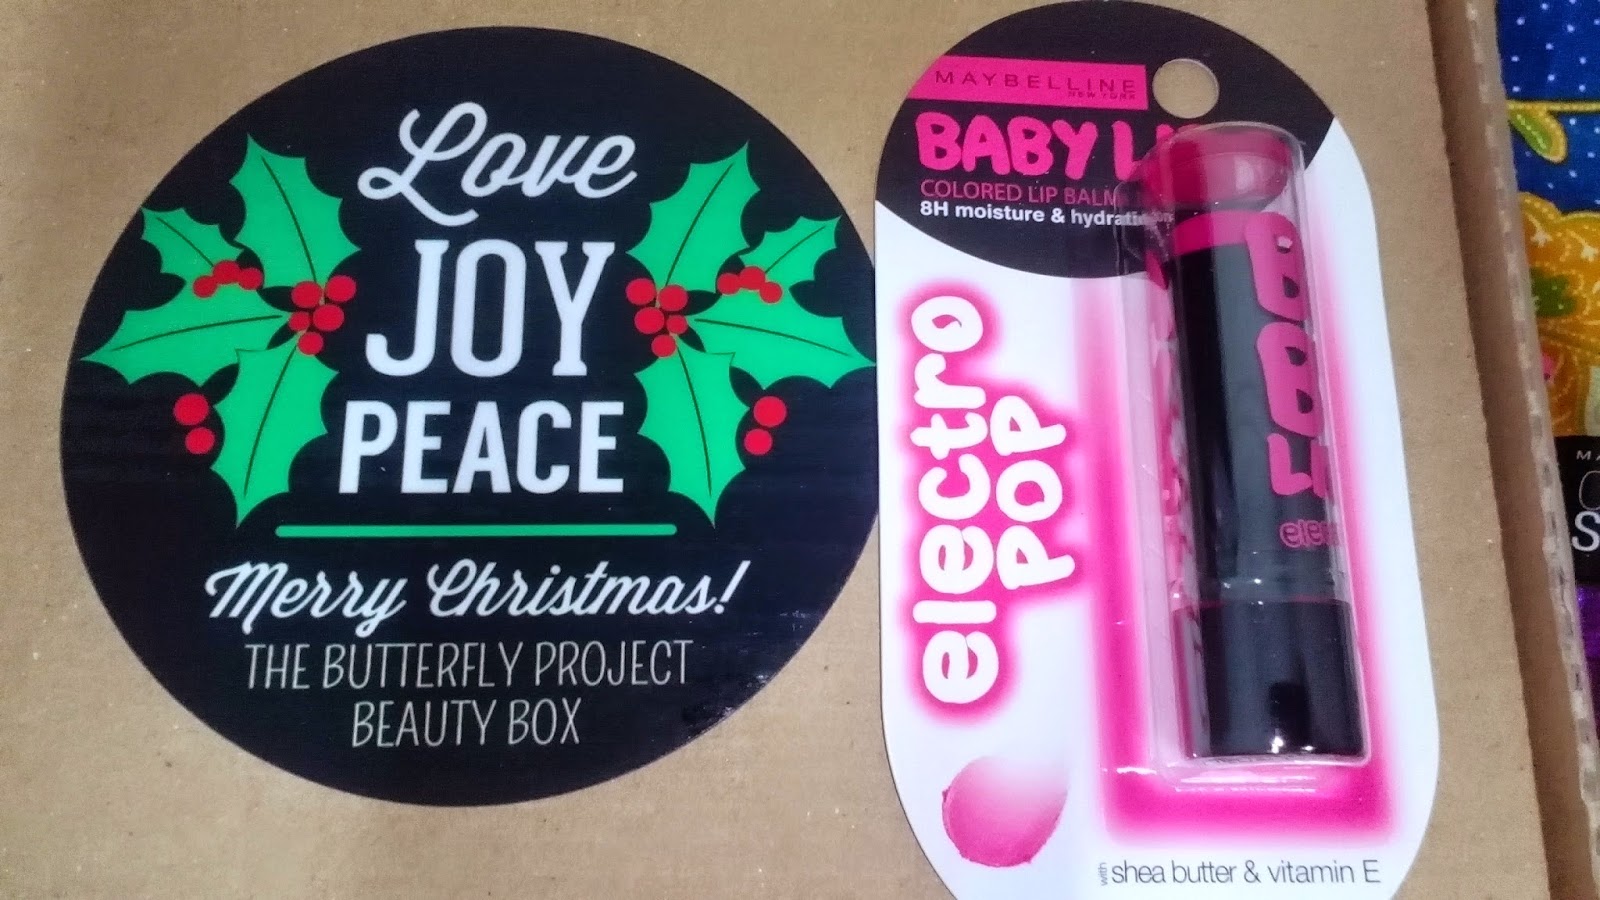 Love
JOY
PEACE
Merry Christmas!
THE BUTTERFLY PROJECT
BEAUTY BOX
MAYBELLINE
NEW YORK
BABY
COLORED LIP BALM
8H moisture & hydration
electro
POP
with shea butter & vitamin E